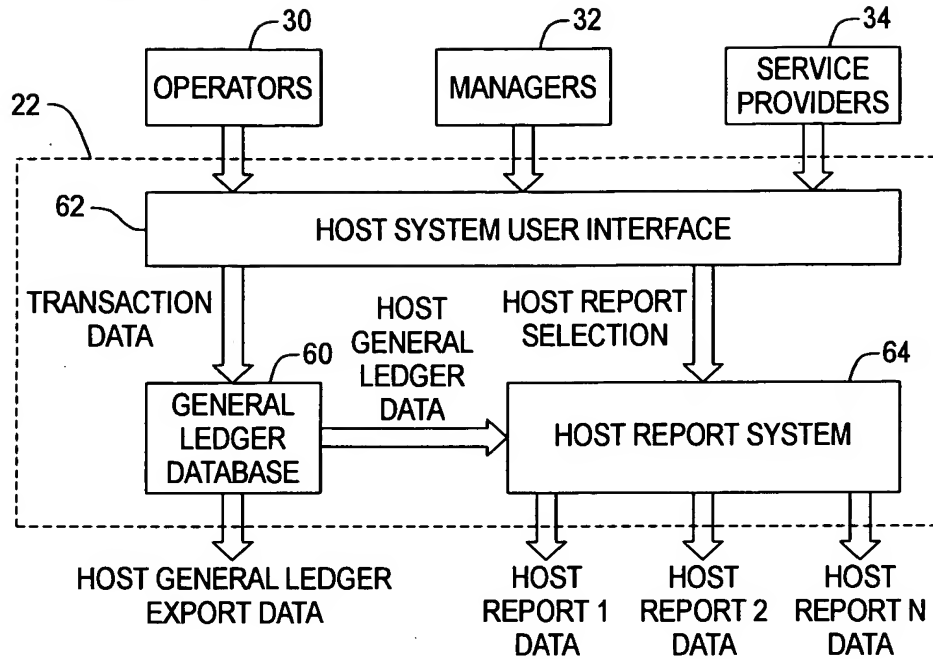 30
32
34
OPERATORS
MANAGERS
SERVICE
PROVIDERS
22
62
HOST SYSTEM USER INTERFACE
TRANSACTION
DATA
HOST
GENERAL
LEDGER
DATA
HOST REPORT
SELECTION
60
64
GENERAL
LEDGER
DATABASE
HOST REPORT SYSTEM
HOST GENERAL LEDGER
EXPORT DATA
HOST
REPORT 1
DATA
HOST
REPORT 2
DATA
HOST
REPORT N
DATA